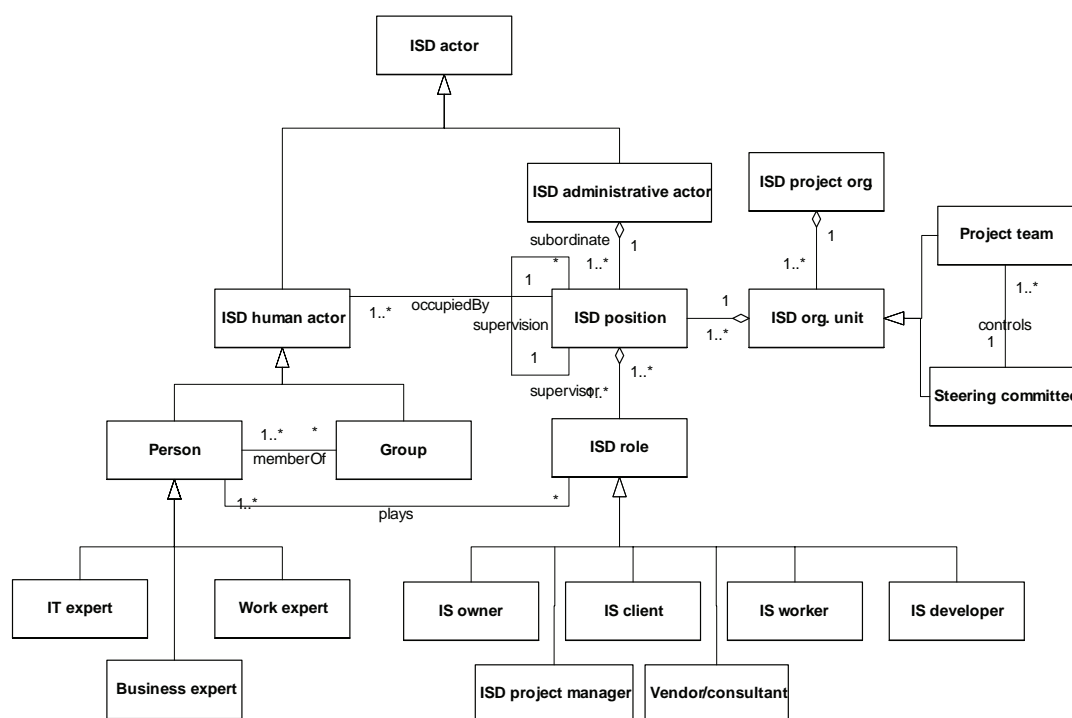 ISD actor
ISD administrative actor
ISD project org
Project team
subordinate
1
1
*
1..*
1..*
1..*
1
1
occupiedBy
1..*
ISD human actor
supervision
ISD position
1..*
ISD org. unit
controls
1
1
1..*
supervisor
1..*
Steering committee
Person
1..*
*
memberOf
Group
ISD role
1..*
*
plays
IT expert
Work expert
IS owner
IS client
IS worker
IS developer
Business expert
ISD project manager
Vendor/consultant